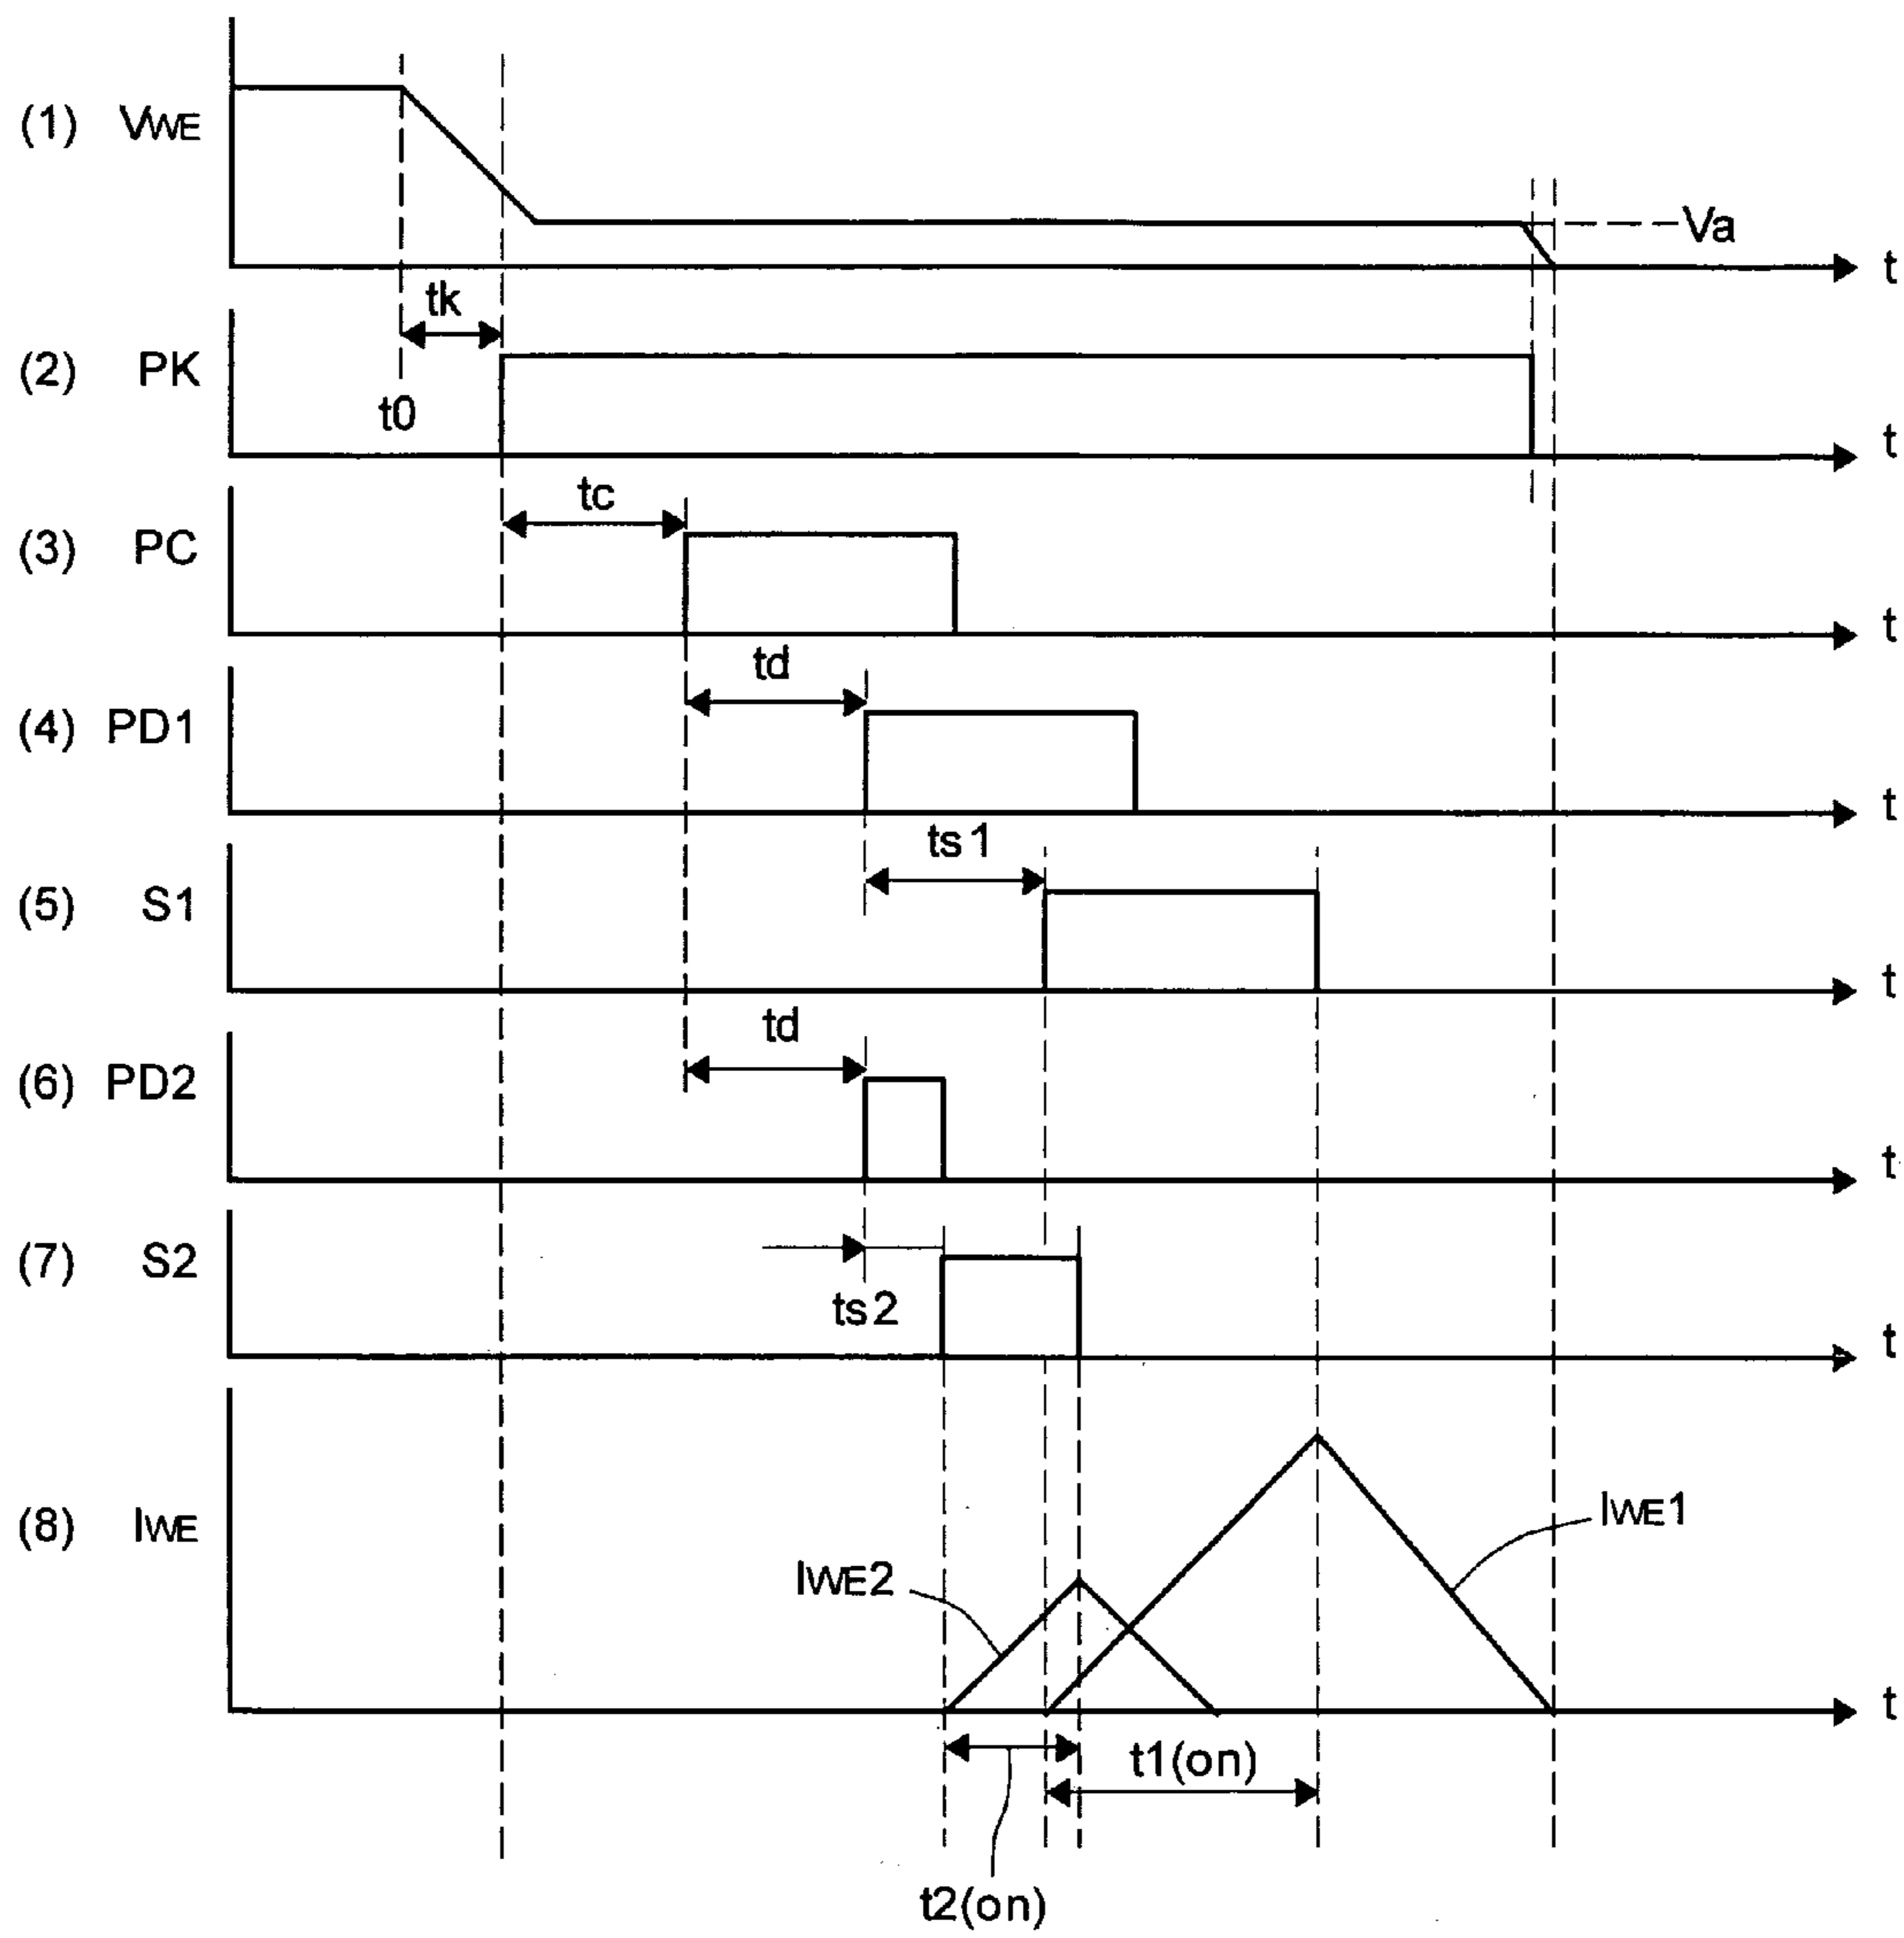 (1) VWE
Va
t
tk
(2) PK
t0
t
tc
(3) PC
t
td
(4) PD1
t
ts1
(5) S1
t
td
(6) PD2
t
(7) S2
ts2
t
(8) IWE
IWE1
IWE2
t
t1(on)
t2(on)